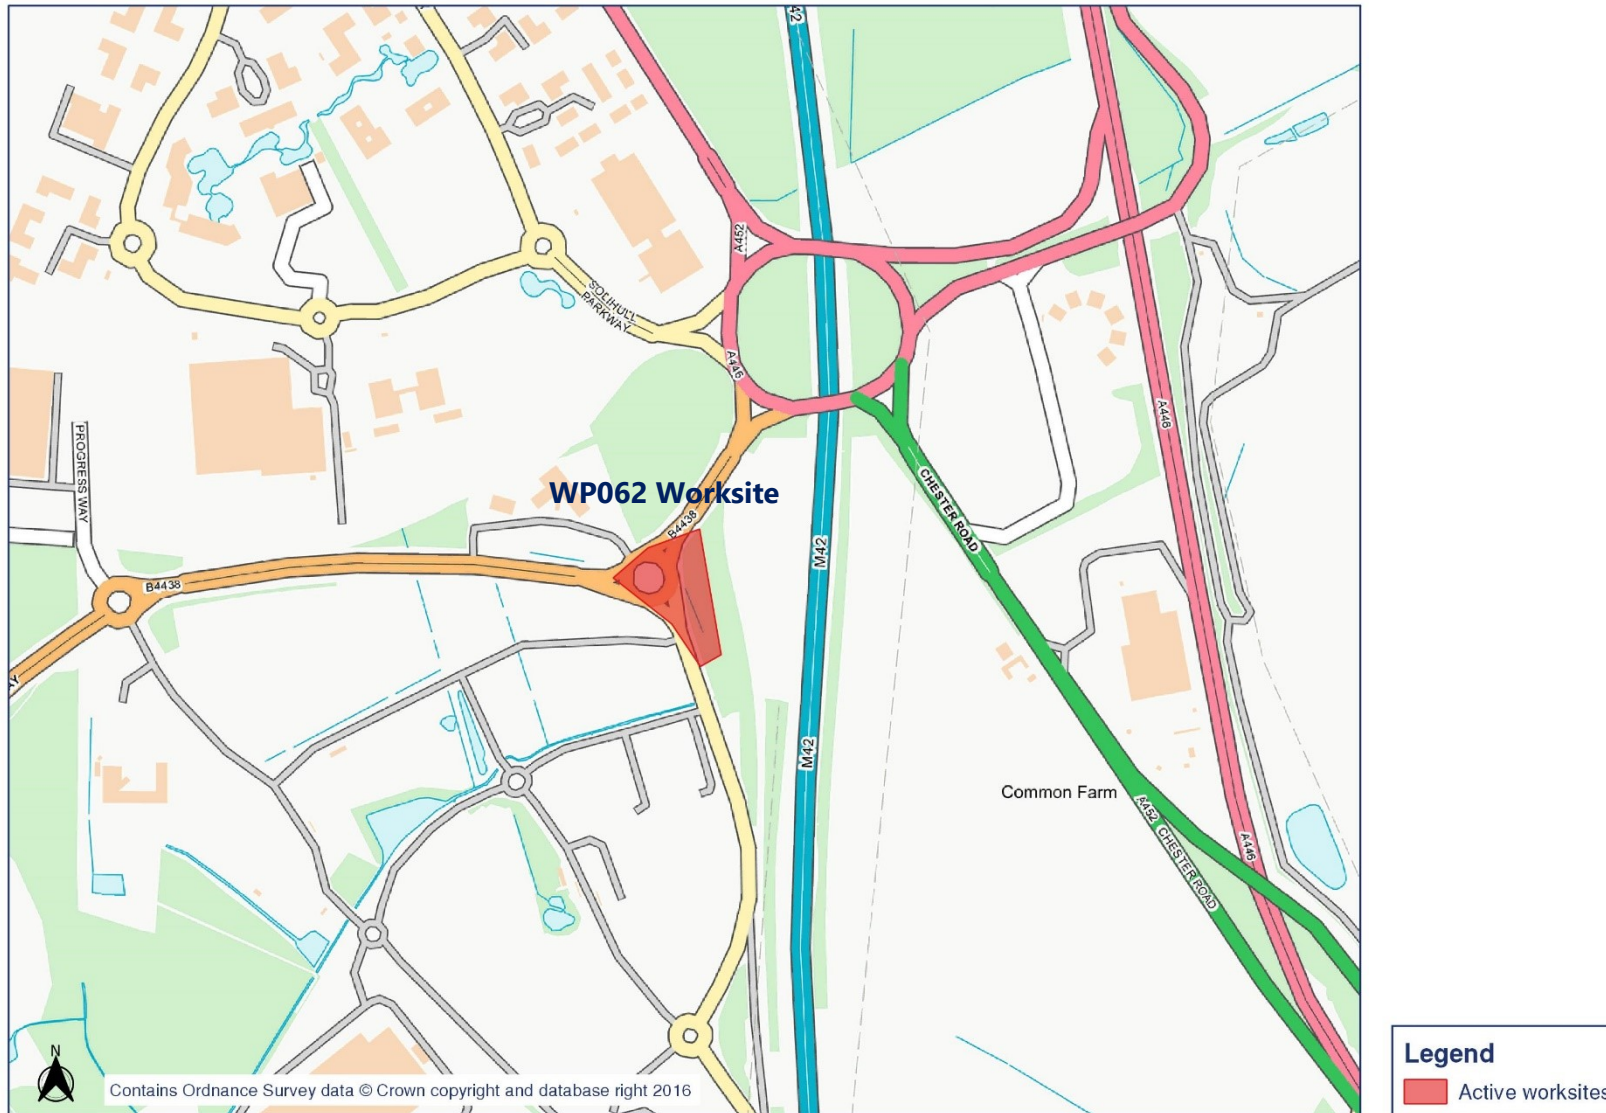 42
A452
SOLIHULL
PARKWAY
A446
PROGRESS WAY
A446
CHESTER ROAD
WP062 Worksite
B4438
M42
B4438
M42
Common Farm
A452 CHESTER ROAD
A446
N
Contains Ordnance Survey data © Crown copyright and database right 2016
Legend
Active worksites